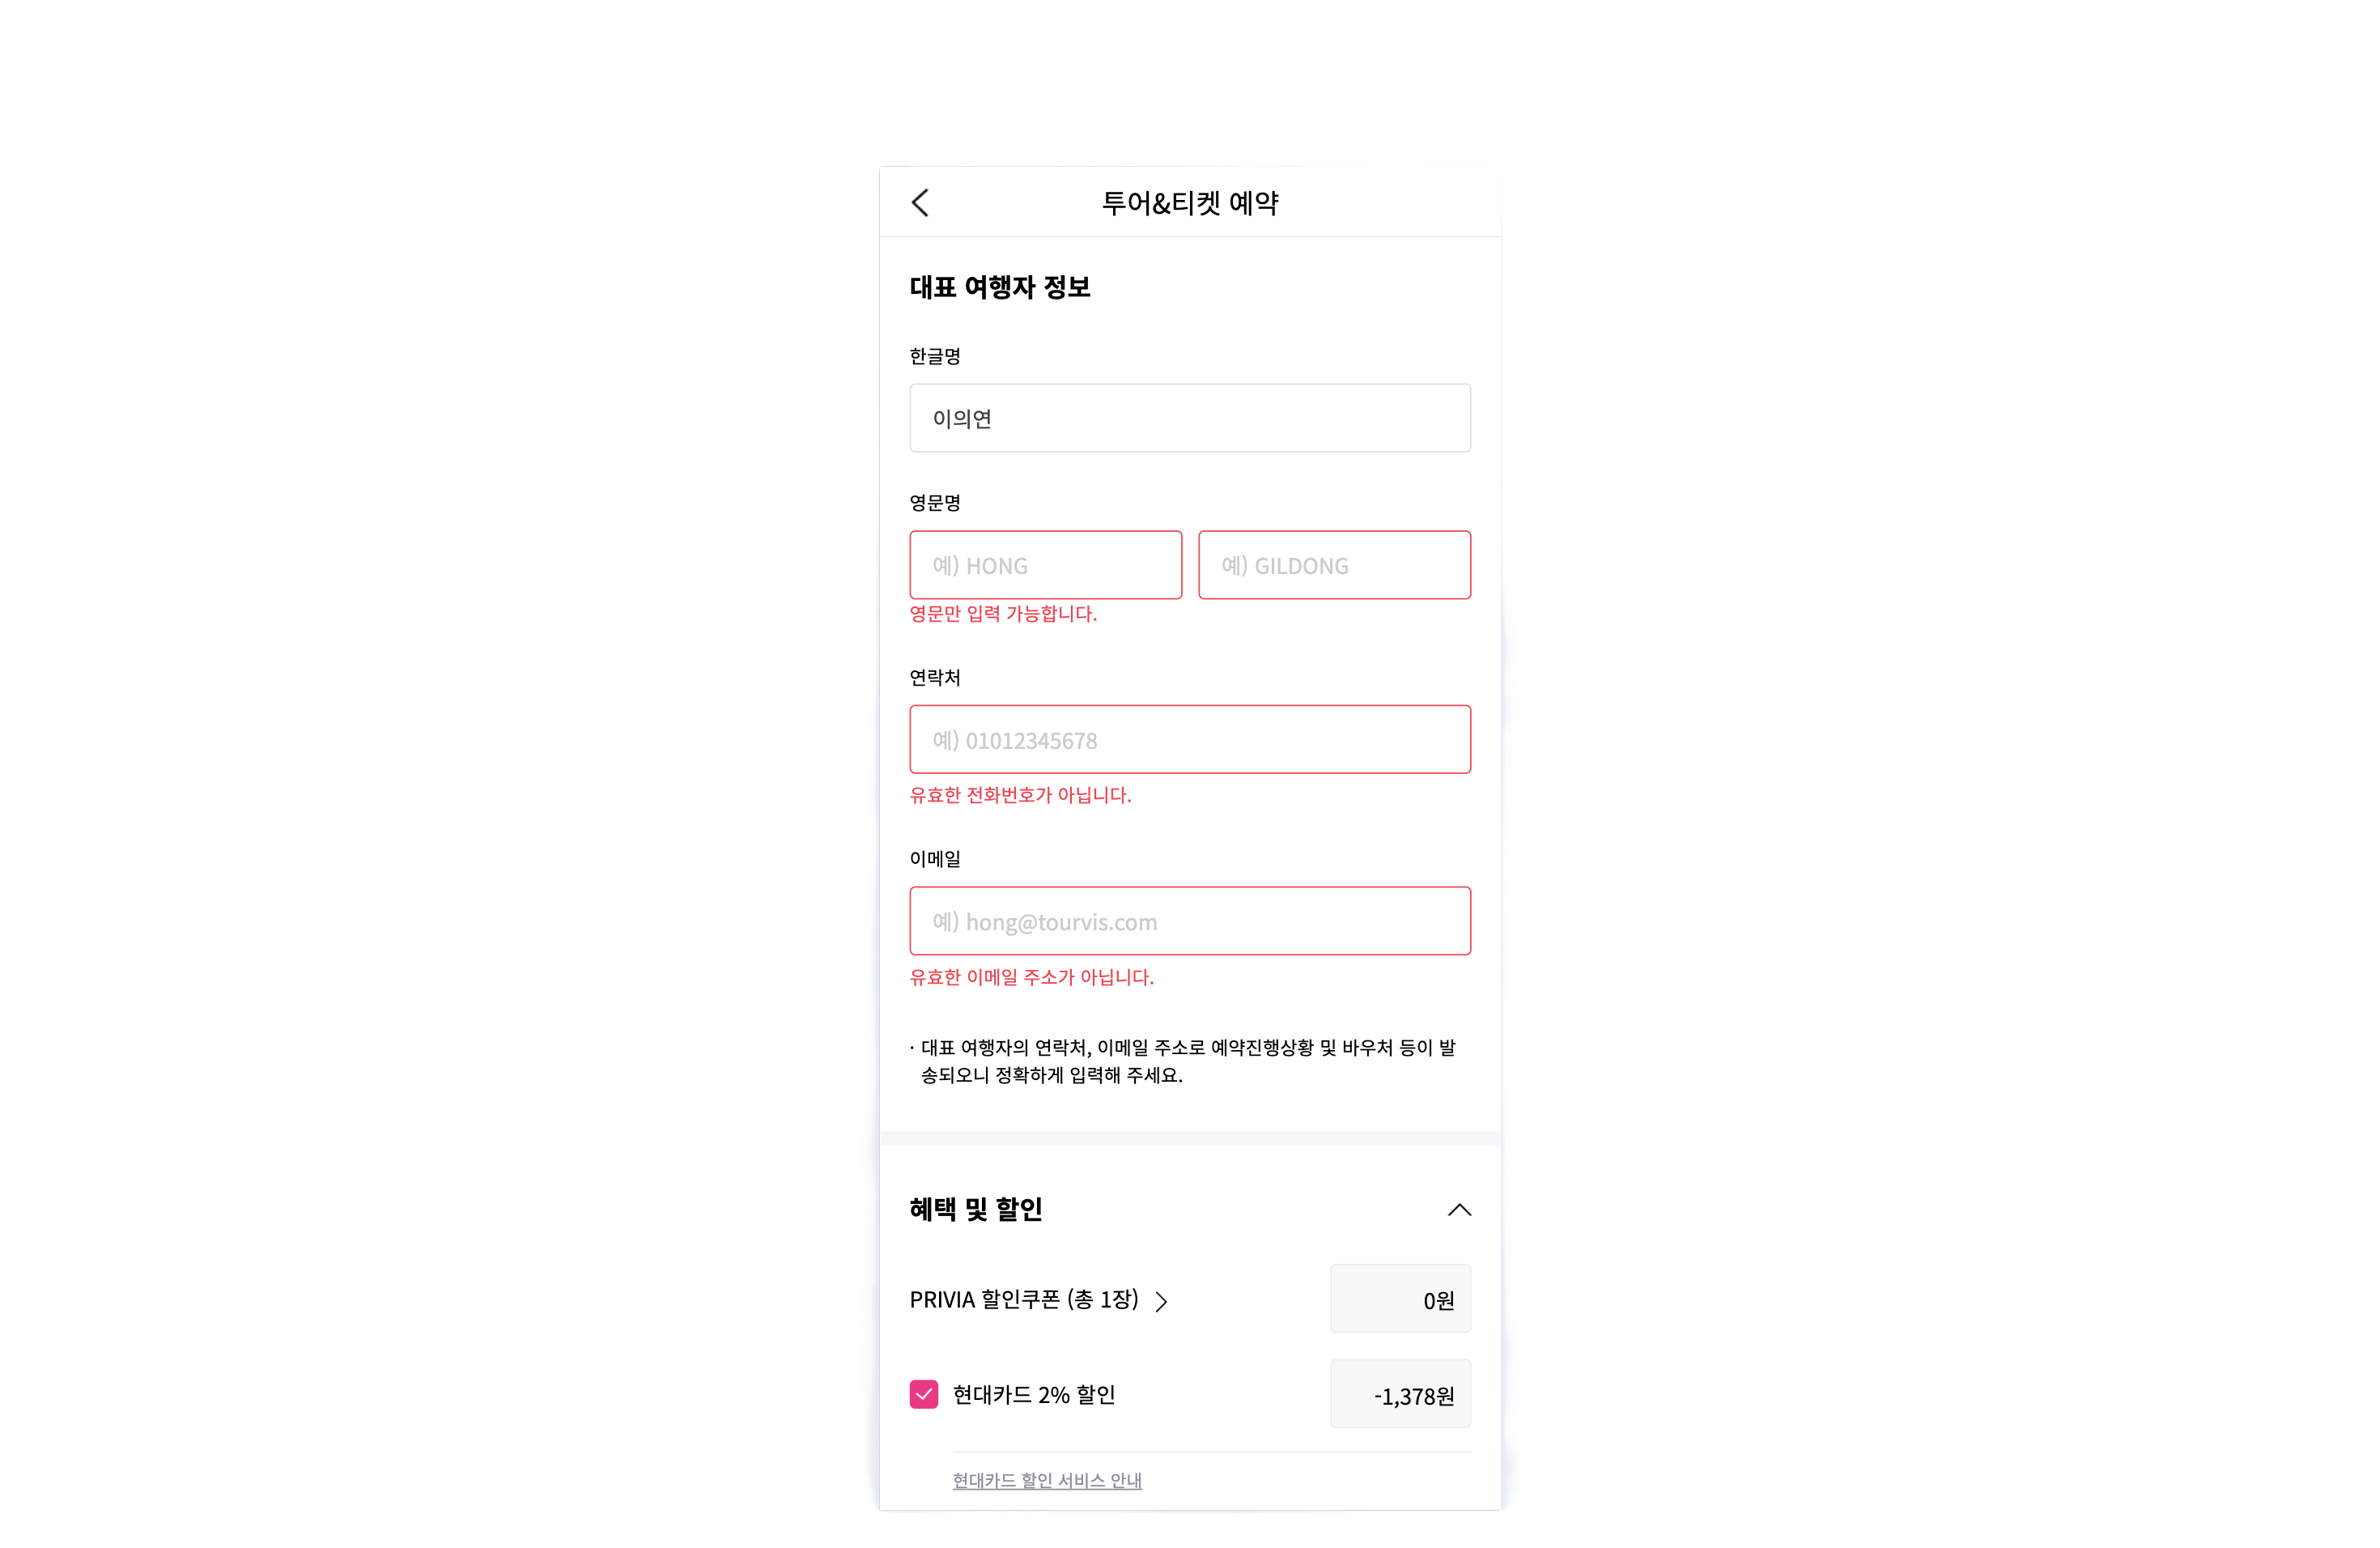 투어&티켓 예약
대표 여행자 정보
한글명
이의연
영문명
예) HONG 예) GILDONG
영문만 입력 가능합니다.
연락처
예) 01012345678
유효한 전화번호가 아닙니다.
이메일
예) hong@tourvis.com
유효한 이메일 주소가 아닙니다.
· 대표 여행자의 연락처, 이메일 주소로 예약진행상황 및 바우처 등이 발
송되오니 정확하게 입력해 주세요.
혜택 및 할인
PRIVIA 할인쿠폰 (총 1장) 0원
현대카드 2% 할인 -1,378원
현대카드 할인 서비스 안내